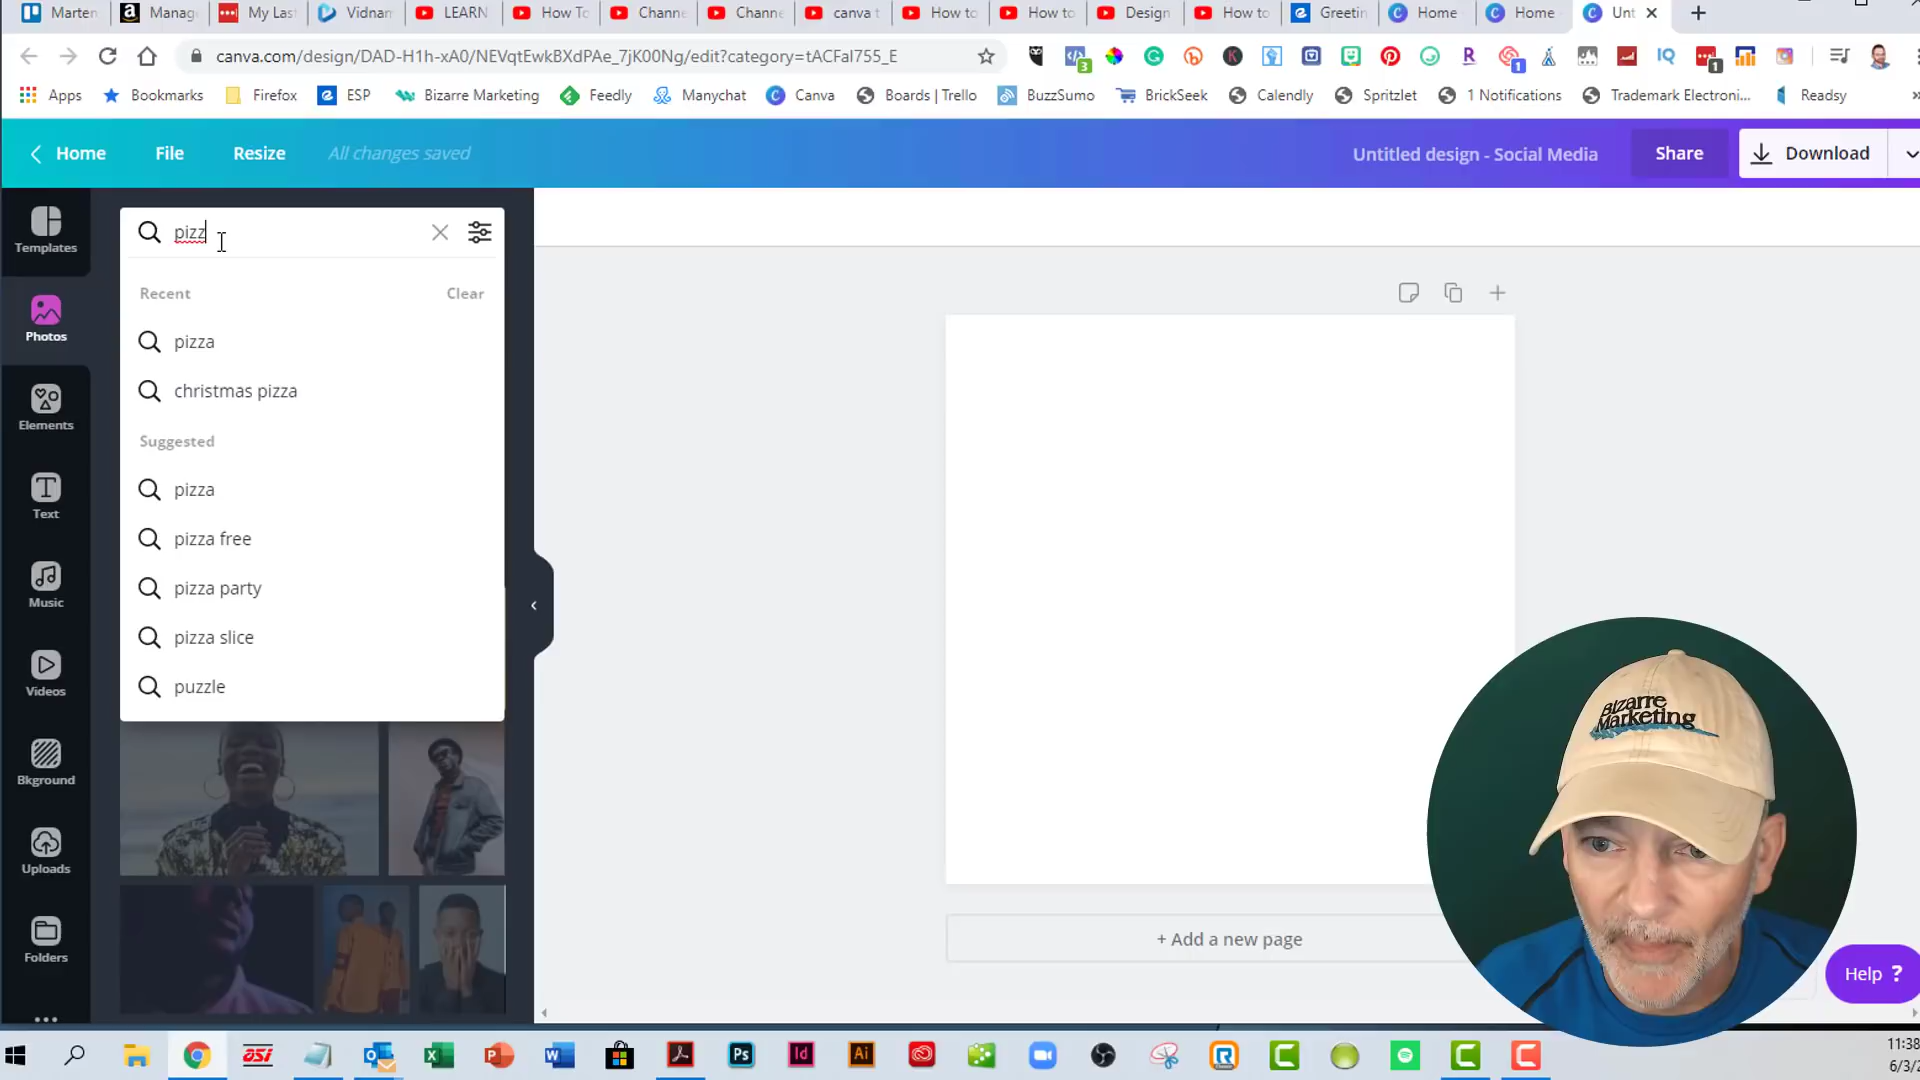 Marten
Manage
My Las
Vidnam
LEARN
How To
Channe
Channe
canva t
How to
How to
Design
How to
Greetin
Home
Home
Unt
canva.com/design/DAD-H1h-xA0/NEVqtEwkBXdPAe_7jK00Ng/edit?category=tACFal755_E
Apps
Bookmarks
Firefox
ESP
Bizarre Marketing
Feedly
Manychat
Canva
Boards | Trello
BuzzSumo
BrickSeek
Calendly
Spritzlet
1 Notifications
Trademark Electroni...
Readsy
Home
File
Resize
All changes saved
Untitled design - Social Media
Share
Download
Templates
Photos
Elements
Text
Music
Videos
Bkground
Uploads
Folders
pizz
Recent
Clear
pizza
christmas pizza
Suggested
pizza
pizza free
pizza party
pizza slice
puzzle
+ Add a new page
Bizarre
Marketing
Help ?
11:38
6/3/2